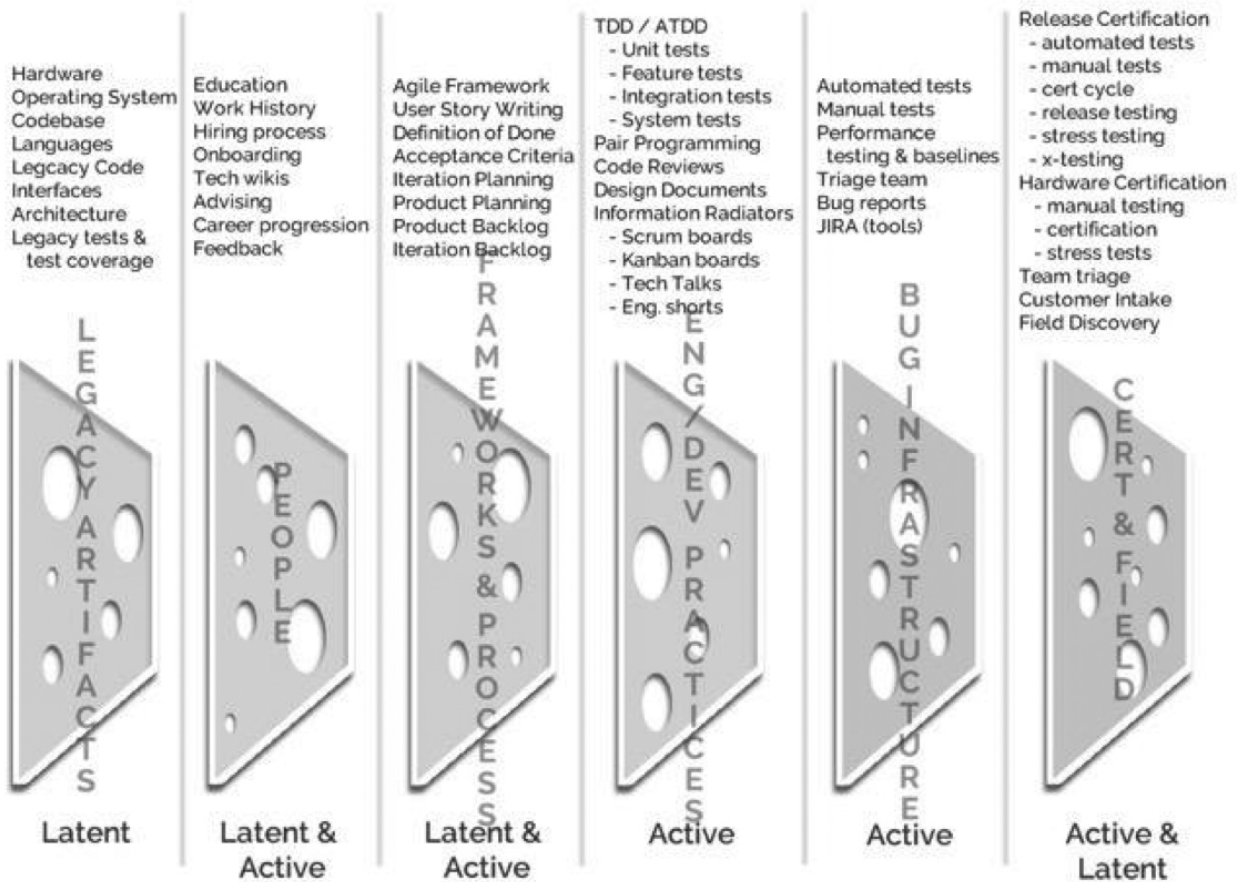 Hardware
Operating System
Codebase
Languages
Legcacy Code
Interfaces
Architecture
Legacy tests &
test coverage
LEGACY ARTIFACTS
Latent
Education
Work History
Hiring process
Onboarding
Tech wikis
Advising
Career progression
Feedback
PEOPLE
Latent &
Active
Agile Framework
User Story Writing
Definition of Done
Acceptance Criteria
Iteration Planning
Product Planning
Product Backlog
Iteration Backlog
FRAMEWORKS & PROCESS
Latent &
Active
TDD / ATDD
- Unit tests
- Feature tests
- Integration tests
- System tests
Pair Programming
Code Reviews
Design Documents
Information Radiators
- Scrum boards
- Kanban boards
- Tech Talks
- Eng. shorts
ENG/DEV PRACTICES
Active
Automated tests
Manual tests
Performance
testing & baselines
Triage team
Bug reports
JIRA (tools)
BUG INFRASTRUCTURE
Active
Release Certification
- automated tests
- manual tests
- cert cycle
- release testing
- stress testing
- x-testing
Hardware Certification
- manual testing
- certification
- stress tests
Team triage
Customer Intake
Field Discovery
CERT & FIELD
Active &
Latent